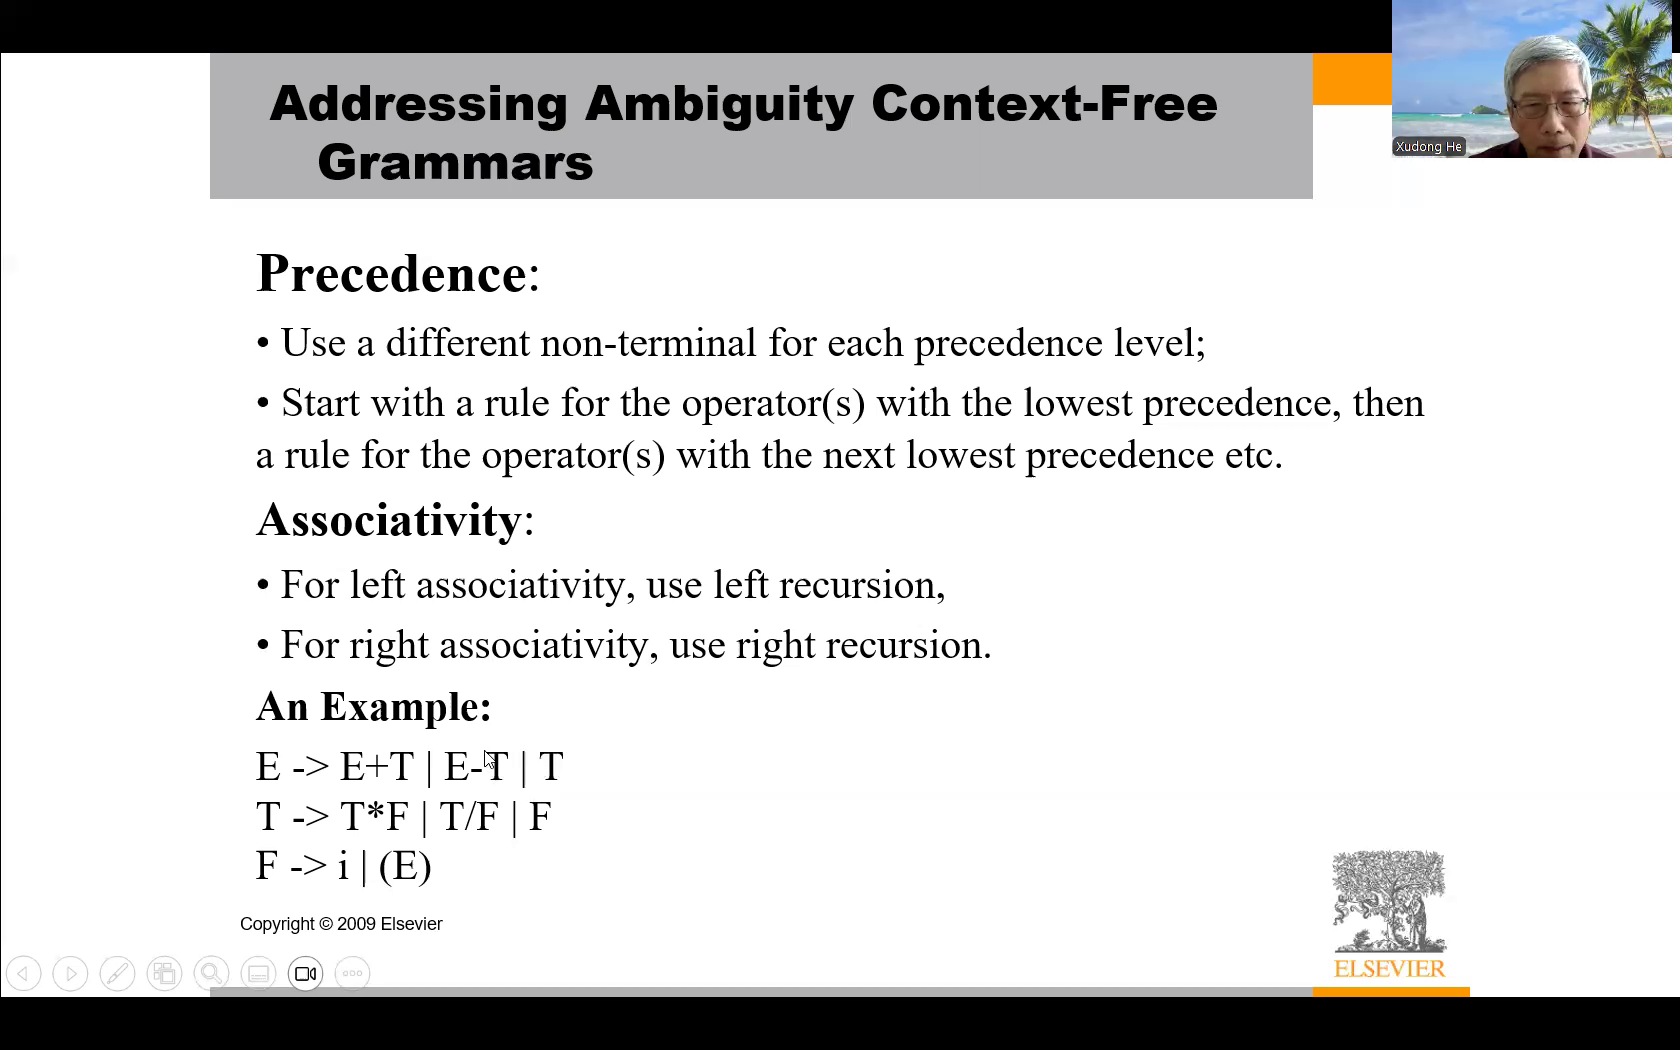 Addressing Ambiguity Context-Free
Grammars
Xudong He
Precedence:
• Use a different non-terminal for each precedence level;
• Start with a rule for the operator(s) with the lowest precedence, then
a rule for the operator(s) with the next lowest precedence etc.
Associativity:
• For left associativity, use left recursion,
• For right associativity, use right recursion.
An Example:
E -> E+T | E-T | T
T -> T*F | T/F | F
F -> i | (E)
Copyright © 2009 Elsevier
ELSEVIER